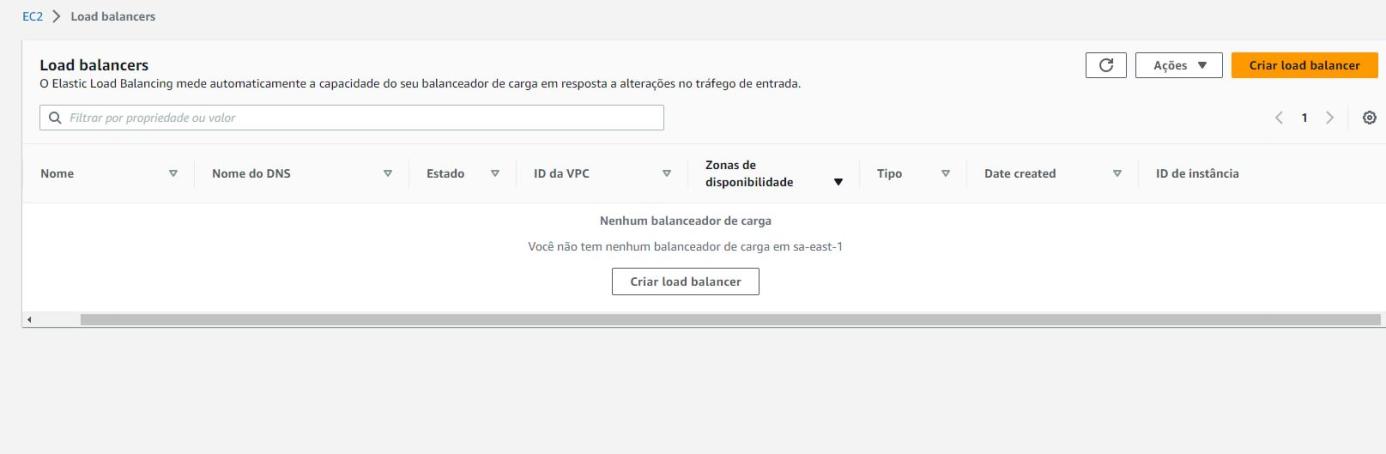 EC2 > Load balancers
Load balancers
O Elastic Load Balancing mede automaticamente a capacidade do seu balanceador de carga em resposta a alterações no tráfego de entrada.
Ações
Criar load balancer
Filtrar por propriedade ou valor
1
Nome
Nome do DNS
Estado
ID da VPC
Zonas de
disponibilidade
Tipo
Date created
ID de instância
Nenhum balanceador de carga
Você não tem nenhum balanceador de carga em sa-east-1
Criar load balancer